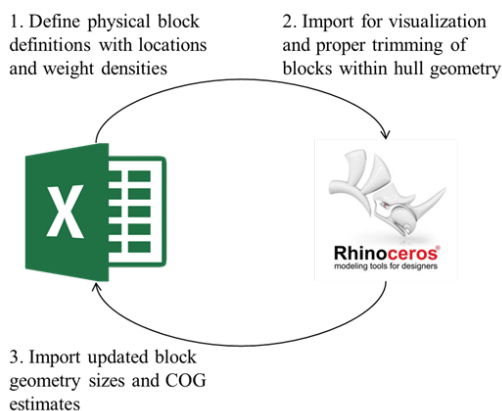 1. Define physical block
definitions with locations
and weight densities
2. Import for visualization
and proper trimming of
blocks within hull geometry
X
Rhinoceros®
modeling tools for designers
3. Import updated block
geometry sizes and COG
estimates